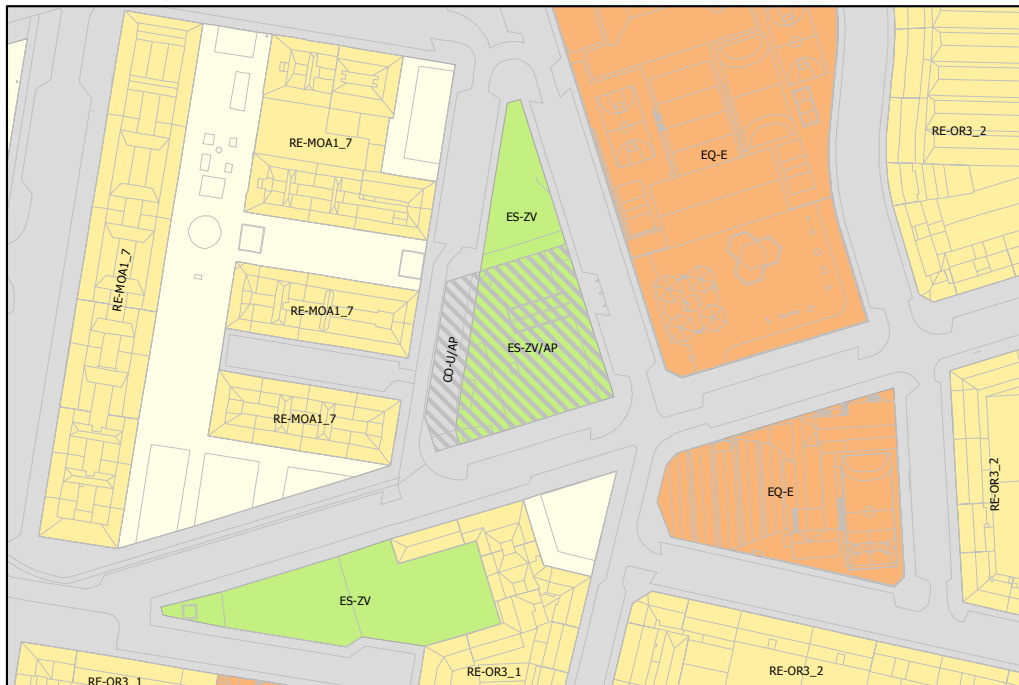 RE-OR3_2
RE-MOA1_7
EQ-E
ES-ZV
RE-MOA1_7
RE-MOA1_7
CO-U/AP
ES-ZV/AP
RE-MOA1_7
RE-OR3_2
EQ-E
ES-ZV
RE-OR3_1
RE-OR3_2
RE-OR3_1